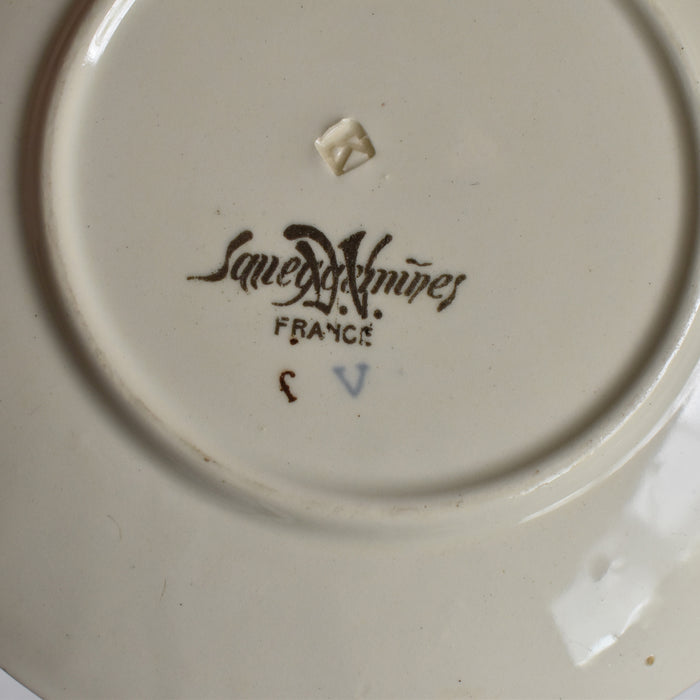 K
Sarreguemines
D.V.
FRANCE
f V